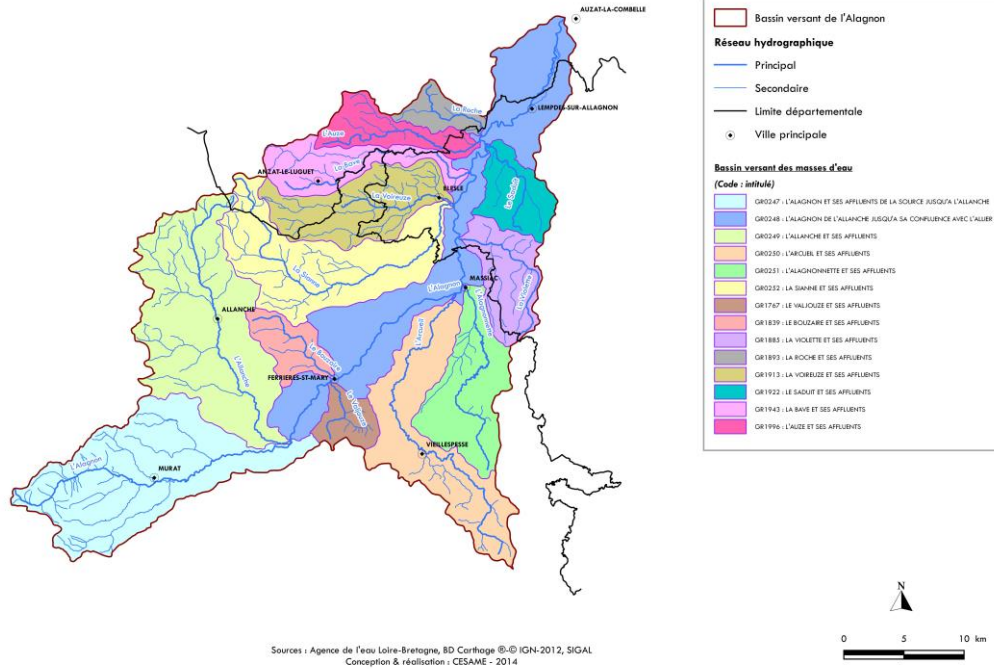 AUZAT-LA-COMBELLE
LEMPDES-SUR-ALLAGNON
La Roche
L'Auze
La Bave
ANZAT-LE-LUGUET
La Voireuze
BLESLE
Le Saduit
La Sianne
MASSIAC
La Violette
L'Alagnon
L'Alagnonnette
L'Arcueil
ALLANCHE
L'Allanche
Le Bouzaire
FERRIERES-ST-MARY
Le Valjouze
VIEILLESPESSE
L'Alagnon
MURAT
Bassin versant de l'Alagnon
Réseau hydrographique
Principal
Secondaire
Limite départementale
Ville principale
Bassin versant des masses d'eau
(Code : intitulé)
GR0247 : L'ALAGNON ET SES AFFLUENTS DE LA SOURCE JUSQU'A L'ALLANCHE
GR0248 : L'ALAGNON DE L'ALLANCHE JUSQU'A SA CONFLUENCE AVEC L'ALLIER
GR0249 : L'ALLANCHE ET SES AFFLUENTS
GR0250 : L'ARCUEIL ET SES AFFLUENTS
GR0251 : L'ALAGNONNETTE ET SES AFFLUENTS
GR0252 : LA SIANNE ET SES AFFLUENTS
GR1767 : LE VALJOUZE ET SES AFFLUENTS
GR1839 : LE BOUZAIRE ET SES AFFLUENTS
GR1885 : LA VIOLETTE ET SES AFFLUENTS
GR1893 : LA ROCHE ET SES AFFLUENTS
GR1913 : LA VOIREUZE ET SES AFFLUENTS
GR1922 : LE SADUIT ET SES AFFLUENTS
GR1943 : LA BAVE ET SES AFFLUENTS
GR1996 : L'AUZE ET SES AFFLUENTS
N
0 5 10 km
Sources : Agence de l'eau Loire-Bretagne, BD Carthage ®-© IGN-2012, SIGAL
Conception & réalisation : CESAME - 2014